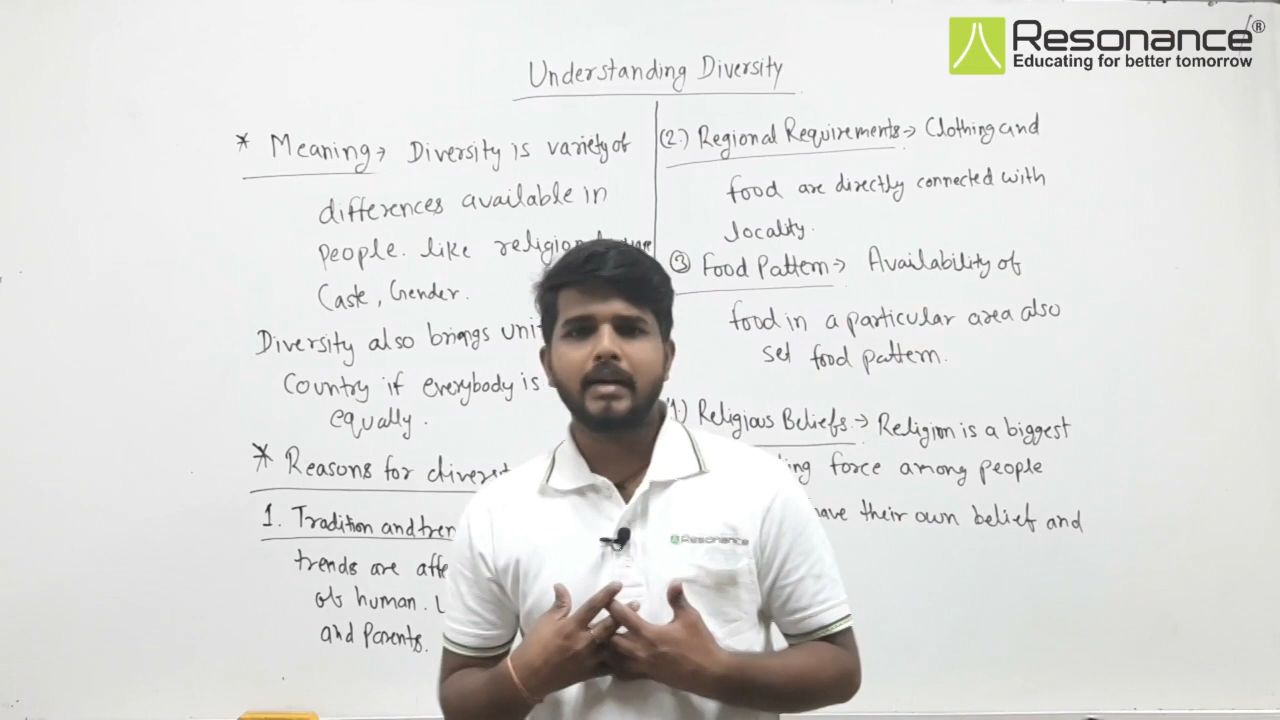 Resonance®
Educating for better tomorrow
Understanding Diversity
* Meaning → Diversity is variety of
differences available in
people. like religion
Caste, Gender.
Diversity also brings
Country if everybody is
equally.
* Reasons for
1. Tradition and
trends are
of human.
and Parents.
(2.) Regional Requirements → Clothing and
food are directly connected with
locality.
③ Food Pattern → Availability of
food in a particular area also
set food pattern.
Religious Beliefs. → Religion is a biggest
force among people
have their own belief and
Resonance